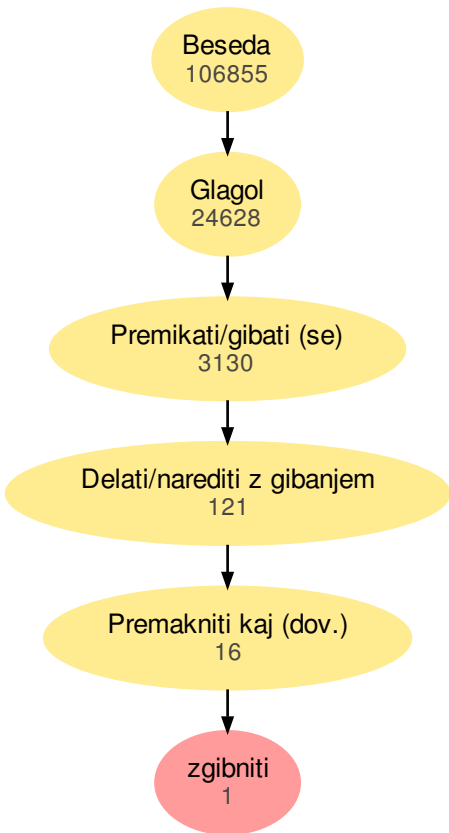 Beseda
106855
Glagol
24628
Premikati/gibati (se)
3130
Delati/narediti z gibanjem
121
Premakniti kaj (dov.)
16
zgibniti
1